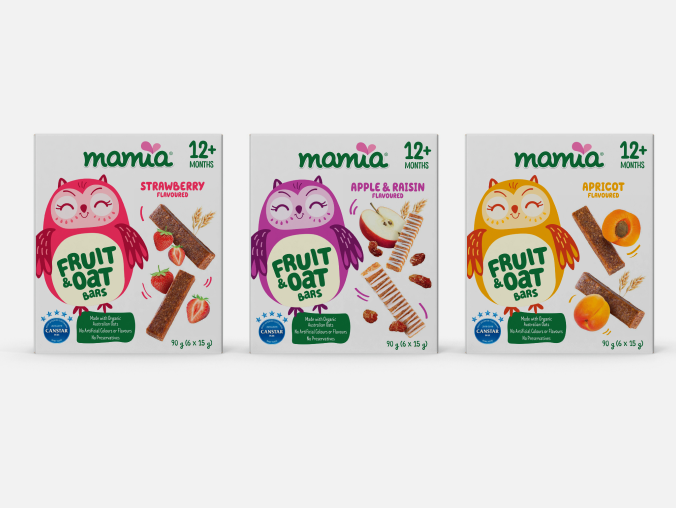 mamia®
12+
MONTHS
STRAWBERRY
FLAVOURED
FRUIT
& Oat
BARS
CANSTAR
Made with Organic
Australian Oats
No Artificial Colours or Flavours
No Preservatives
90 g (6 x 15 g)
mamia®
12+
MONTHS
APPLE & RAISIN
FLAVOURED
FRUIT
& Oat
BARS
CANSTAR
Made with Organic
Australian Oats
No Artificial Colours or Flavours
No Preservatives
90 g (6 x 15 g)
mamia®
12+
MONTHS
APRICOT
FLAVOURED
FRUIT
& Oat
BARS
CANSTAR
Made with Organic
Australian Oats
No Artificial Colours or Flavours
No Preservatives
90 g (6 x 15 g)